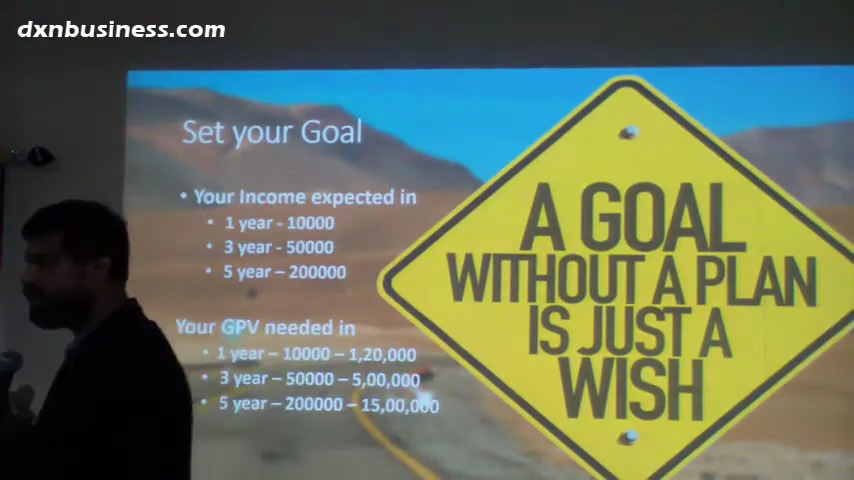 dxnbusiness.com
Set your Goal
• Your Income expected in
• 1 year - 10000
• 3 year - 50000
• 5 year – 200000
Your GPV needed in
• 1 year – 10000 – 1,20,000
• 3 year – 50000 – 5,00,000
• 5 year – 200000 – 15,00,000
A GOAL
WITHOUT A PLAN
IS JUST A
WISH